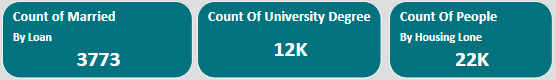 Count of Married
By Loan
3773
Count Of University Degree
12K
Count Of People
By Housing Lone
22K